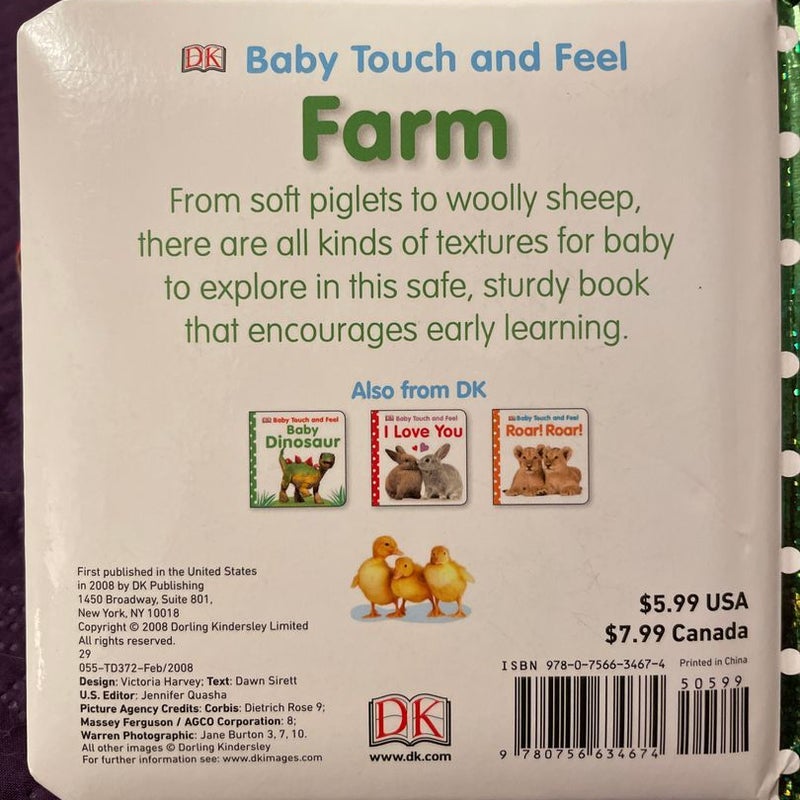 DK Baby Touch and Feel
Farm
From soft piglets to woolly sheep,
there are all kinds of textures for baby
to explore in this safe, sturdy book
that encourages early learning.
Also from DK
DK Baby Touch and Feel
Baby
Dinosaur
DK Baby Touch and Feel
I Love You
DK Baby Touch and Feel
Roar! Roar!
First published in the United States
in 2008 by DK Publishing
1450 Broadway, Suite 801,
New York, NY 10018
Copyright © 2008 Dorling Kindersley Limited
All rights reserved.
29
055-TD372-Feb/2008
Design: Victoria Harvey; Text: Dawn Sirett
U.S. Editor: Jennifer Quasha
Picture Agency Credits: Corbis: Dietrich Rose 9;
Massey Ferguson / AGCO Corporation: 8;
Warren Photographic: Jane Burton 3, 7, 10.
All other images © Dorling Kindersley
For further information see: www.dkimages.com
DK
www.dk.com
$5.99 USA
$7.99 Canada
ISBN 978-0-7566-3467-4 Printed in China
50599
9 780756 634674